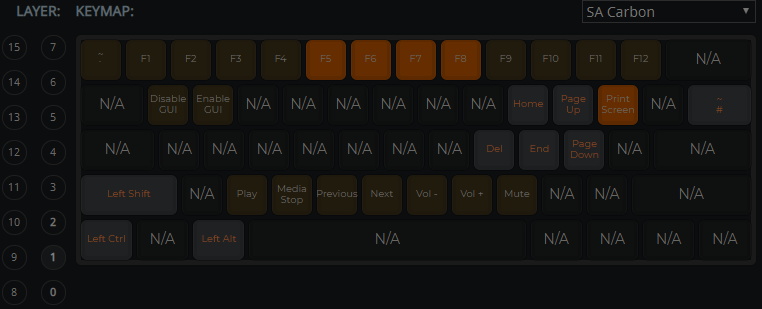 LAYER: KEYMAP: SA Carbon
15 7 ~ ` F1 F2 F3 F4 F5 F6 F7 F8 F9 F10 F11 F12 N/A
14 6 N/A Disable GUI Enable GUI N/A N/A N/A N/A N/A N/A Home Page Up Print Screen N/A ~ #
13 5
12 4 N/A N/A N/A N/A N/A N/A N/A N/A Del End Page Down N/A N/A
11 3 Left Shift N/A Play Media Stop Previous Next Vol - Vol + Mute N/A N/A N/A
10 2 Left Ctrl N/A Left Alt N/A N/A N/A N/A N/A
9 1
8 0